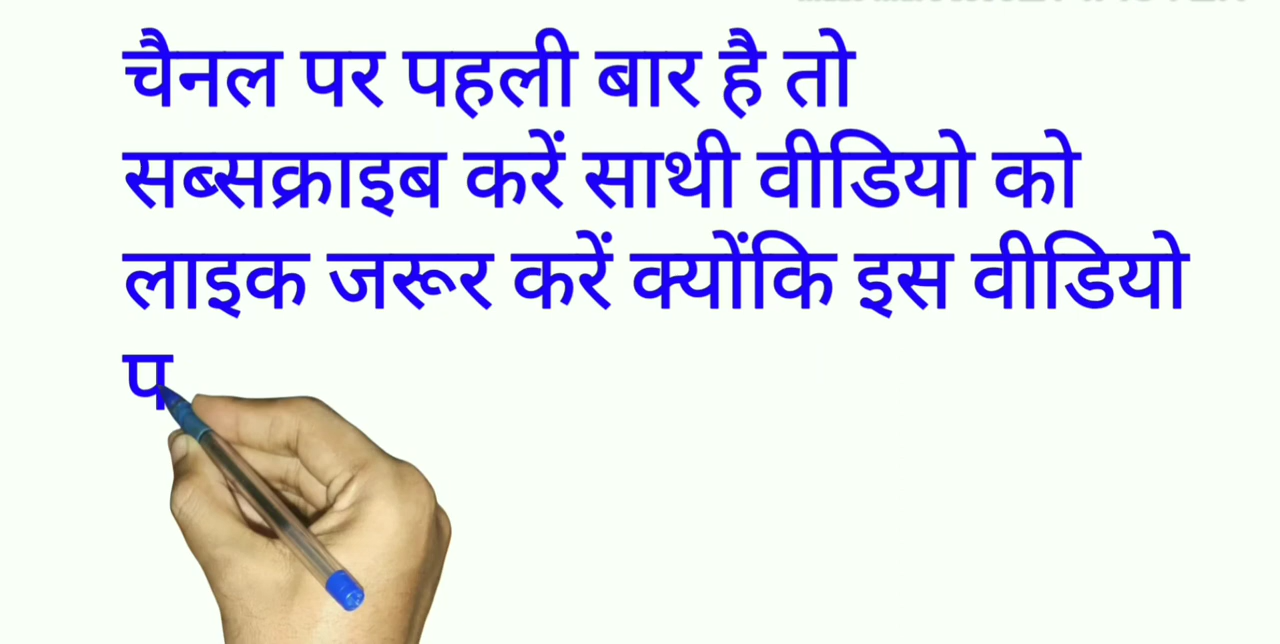 चैनल पर पहली बार है तो
सब्सक्राइब करें साथी वीडियो को
लाइक जरूर करें क्योंकि इस वीडियो
प